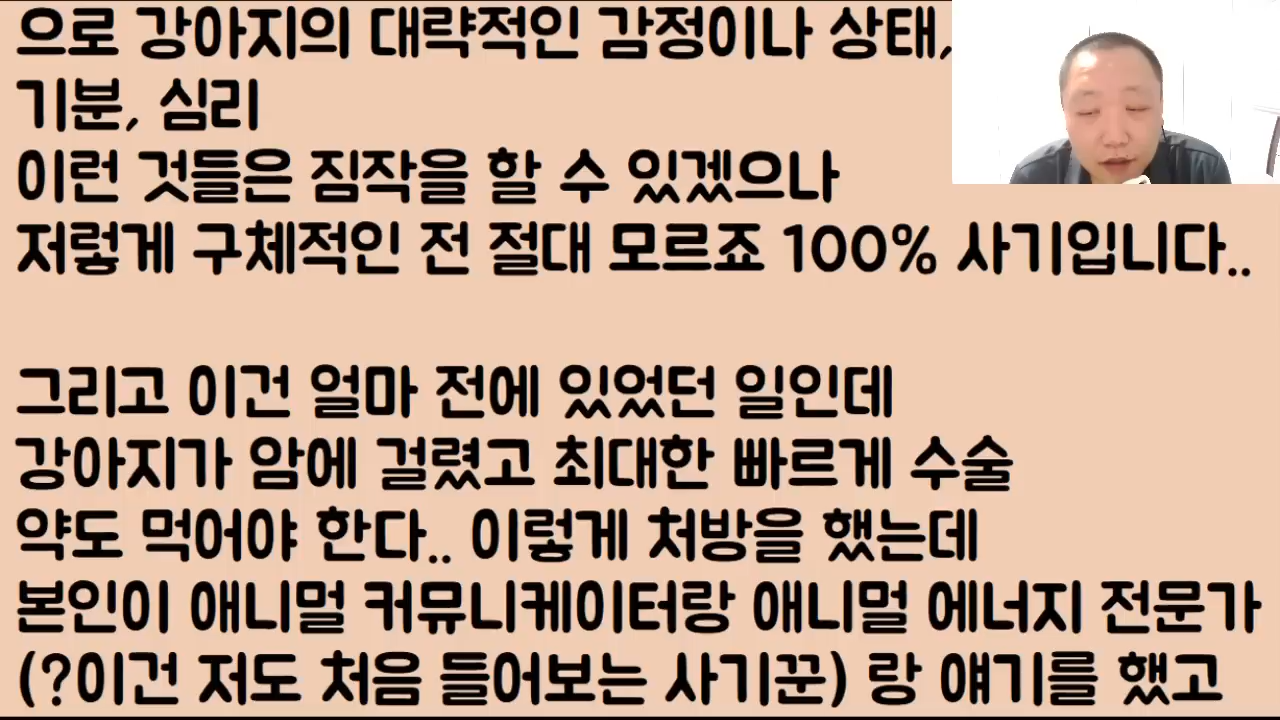 으로 강아지의 대략적인 감정이나 상태,
기분, 심리
이런 것들은 짐작을 할 수 있겠으나
저렇게 구체적인 전 절대 모르죠 100% 사기입니다..
그리고 이건 얼마 전에 있었던 일인데
강아지가 암에 걸렸고 최대한 빠르게 수술
약도 먹어야 한다.. 이렇게 처방을 했는데
본인이 애니멀 커뮤니케이터랑 애니멀 에너지 전문가
(?이건 저도 처음 들어보는 사기꾼) 랑 얘기를 했고